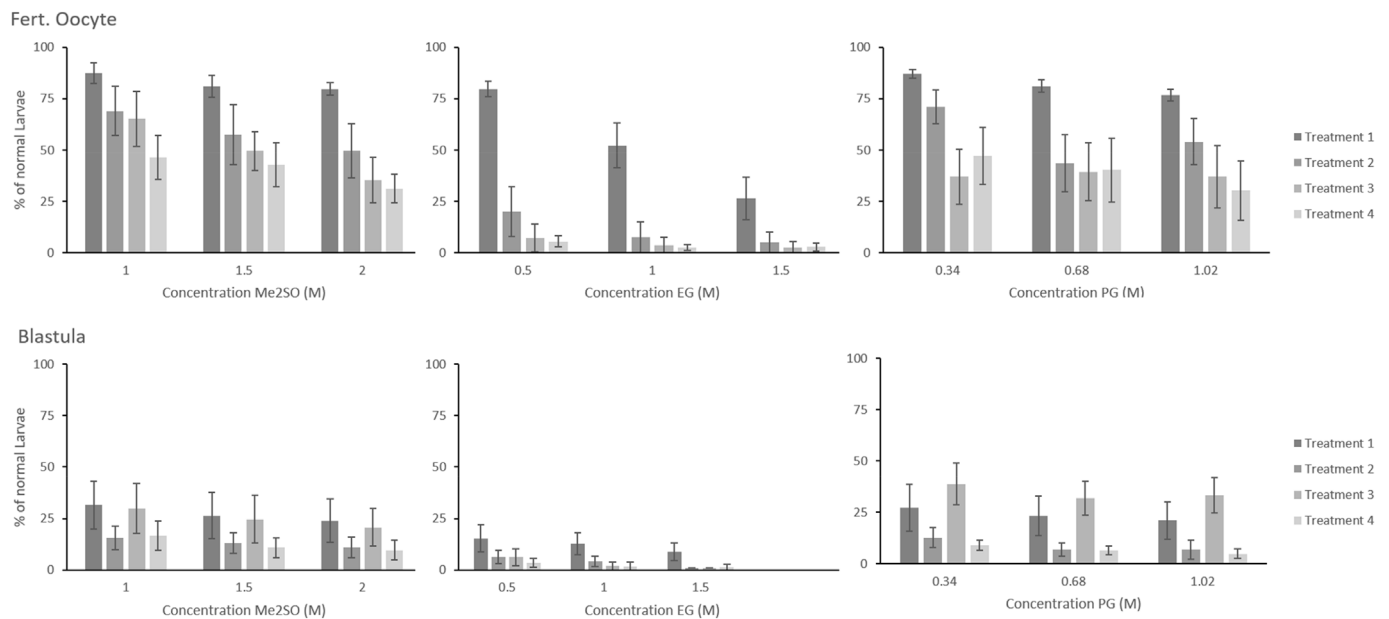 Fert. Oocyte
% of normal Larvae
100
75
50
25
0
1
1.5
2
Concentration Me2SO (M)
100
75
50
25
0
0.5
1
1.5
Concentration EG (M)
100
75
50
25
0
0.34
0.68
1.02
Concentration PG (M)
Treatment 1
Treatment 2
Treatment 3
Treatment 4
Blastula
% of normal Larvae
100
75
50
25
0
1
1.5
2
Concentration Me2SO (M)
100
75
50
25
0
0.5
1
1.5
Concentration EG (M)
100
75
50
25
0
0.34
0.68
1.02
Concentration PG (M)
Treatment 1
Treatment 2
Treatment 3
Treatment 4